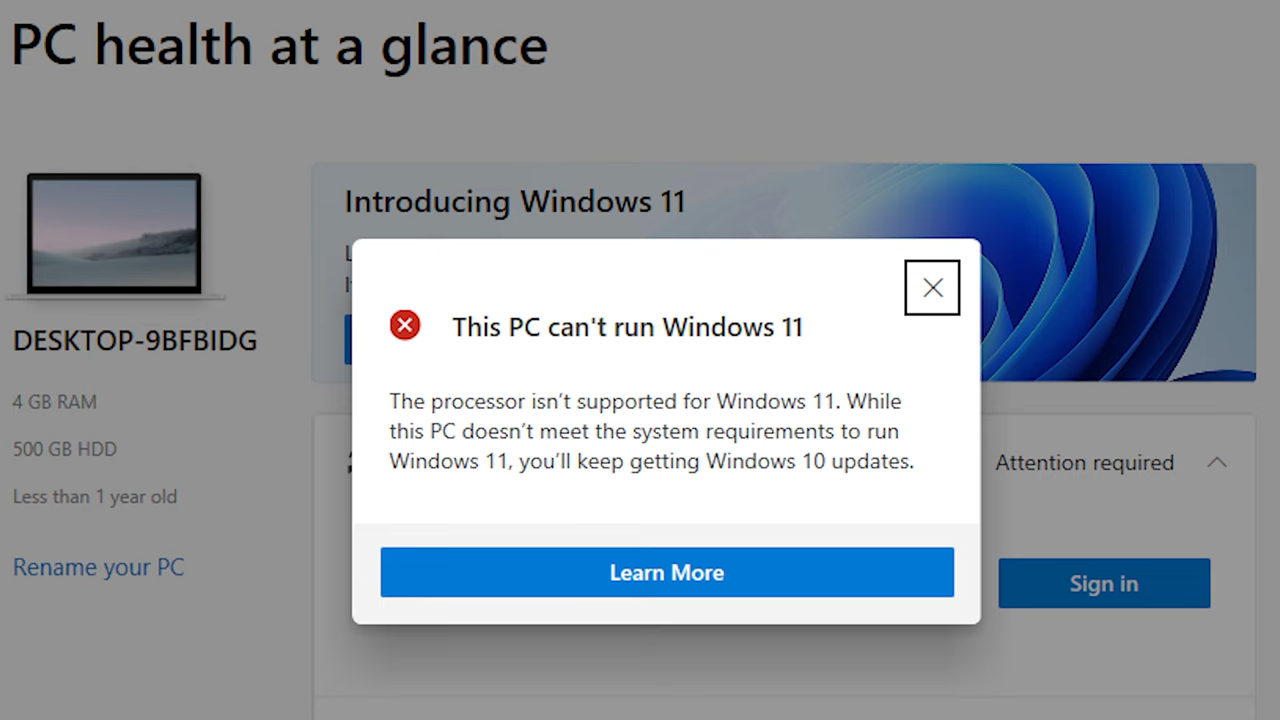 PC health at a glance
Introducing Windows 11
This PC can't run Windows 11
The processor isn't supported for Windows 11. While
this PC doesn't meet the system requirements to run
Windows 11, you'll keep getting Windows 10 updates.
Learn More
DESKTOP-9BFBIDG
4 GB RAM
500 GB HDD
Less than 1 year old
Rename your PC
Attention required
Sign in